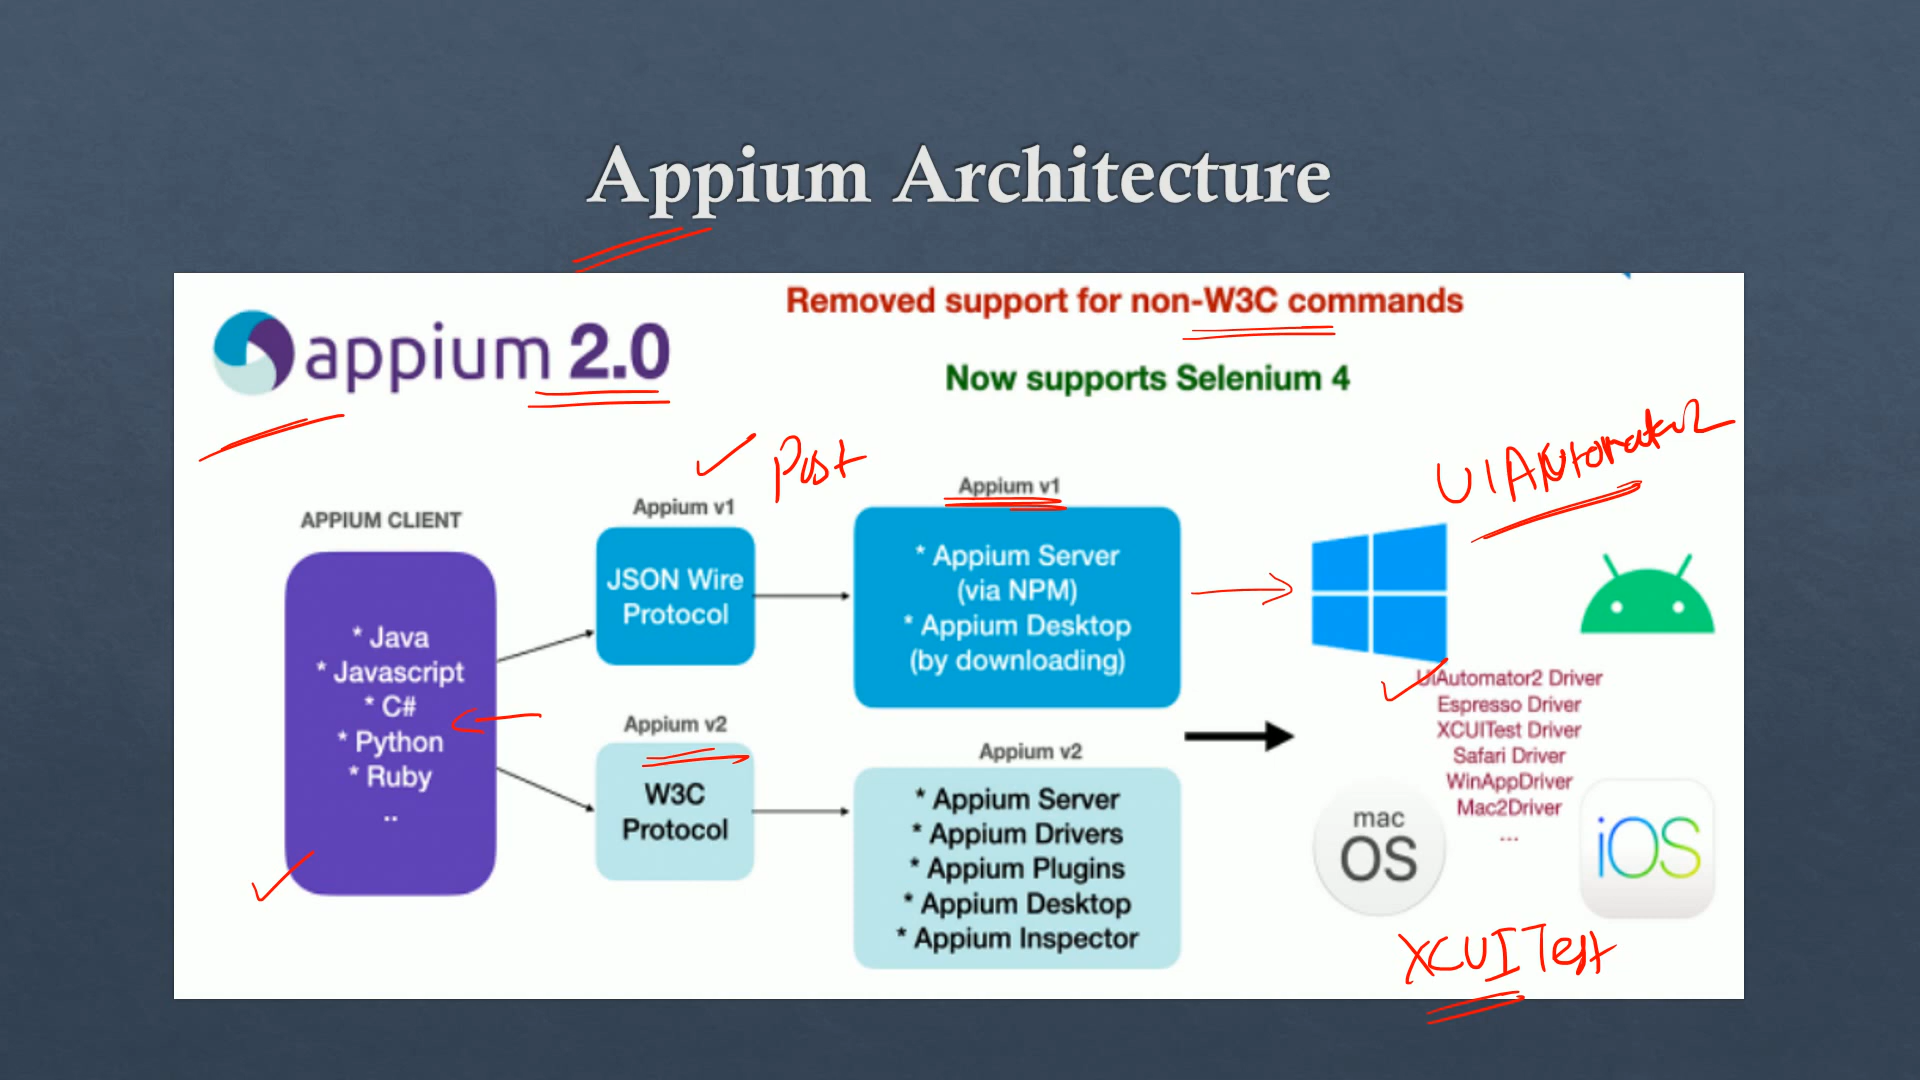 Appium Architecture
Removed support for non-W3C commands
appium 2.0
Now supports Selenium 4
Post
UIAutomator2
APPIUM CLIENT
* Java
* Javascript
* C#
* Python
* Ruby
..
Appium v1
JSON Wire
Protocol
Appium v1
* Appium Server
(via NPM)
* Appium Desktop
(by downloading)
Appium v2
W3C
Protocol
Appium v2
* Appium Server
* Appium Drivers
* Appium Plugins
* Appium Desktop
* Appium Inspector
UiAutomator2 Driver
Espresso Driver
XCUITest Driver
Safari Driver
WinAppDriver
Mac2Driver
...
mac
OS
iOS
XCUITest